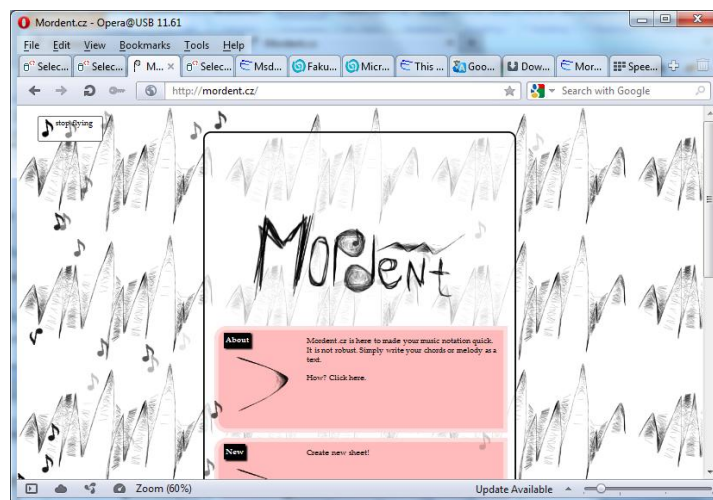 Mordent.cz - Opera@USB 11.61
File Edit View Bookmarks Tools Help
Selec... Selec... M... Selec... Msd... Faku... Micr... This ... Goo... Dow... Mor... Spee...
http://mordent.cz/ Search with Google
stop flying
Mordent
About
Mordent.cz is here to made your music notation quick.
It is not robust. Simply write your chords or melody as a
text.
How? Click here.
New
Create new sheet!
Zoom (60%) Update Available